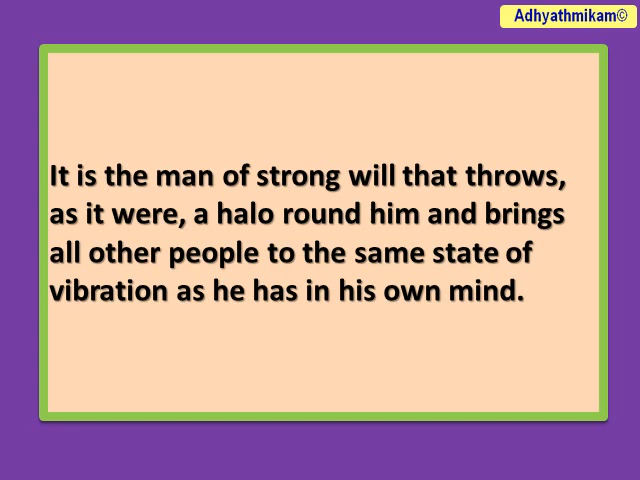 Adhyathmikam©
It is the man of strong will that throws,
as it were, a halo round him and brings
all other people to the same state of
vibration as he has in his own mind.